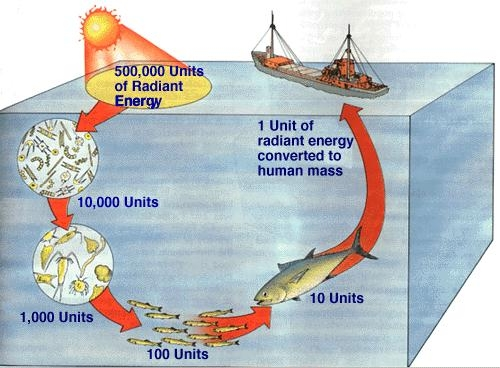 500,000 Units
of Radiant
Energy
1 Unit of
radiant energy
converted to
human mass
10,000 Units
1,000 Units
10 Units
100 Units